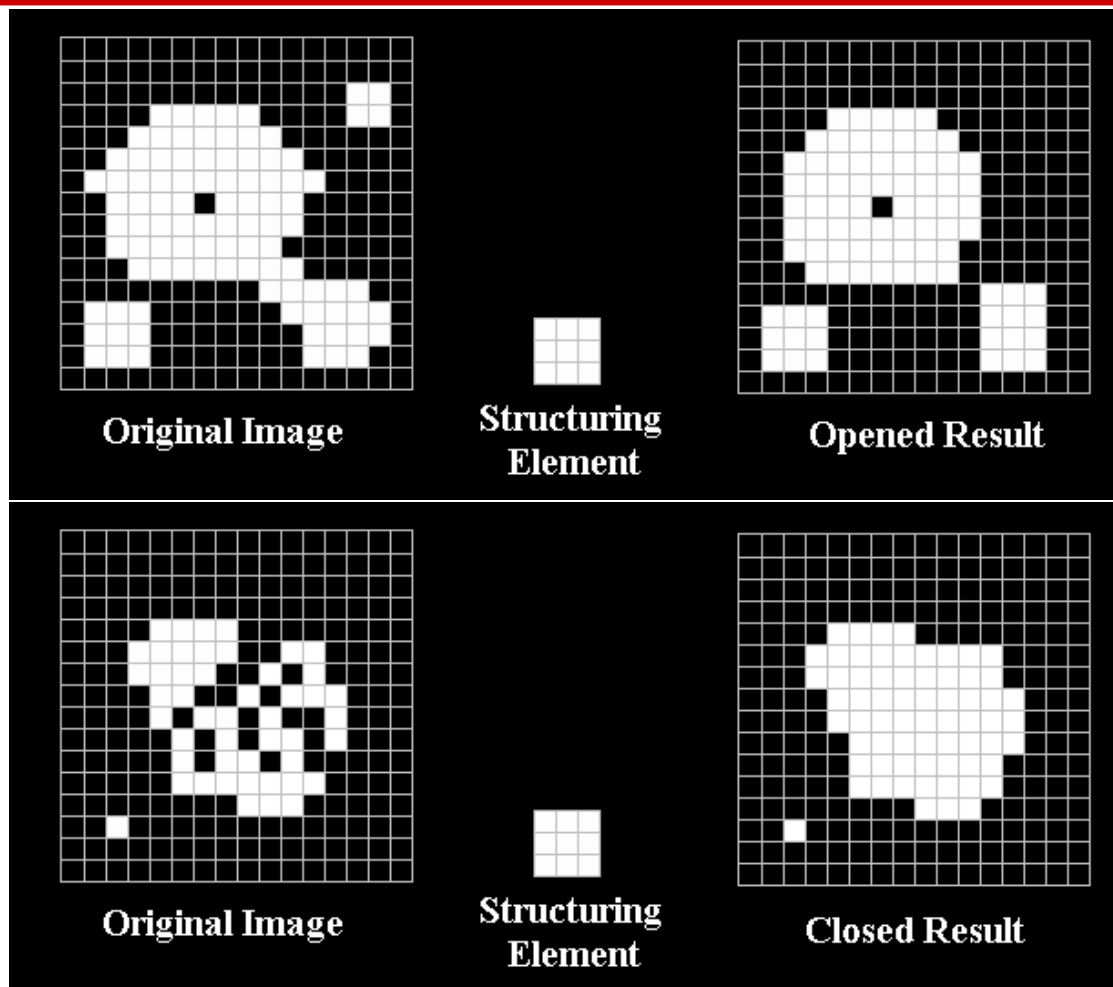 Original Image
Structuring
Element
Opened Result
Original Image
Structuring
Element
Closed Result